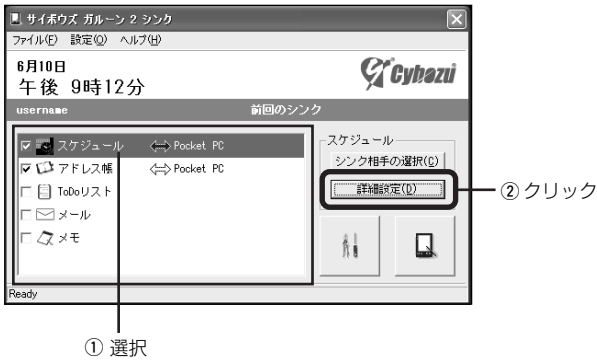 サイボウズ ガルーン 2 シンク
ファイル(F) 設定(O) ヘルプ(H)
6月10日
午後 9時12分
Cybozu
username 前回のシンク
スケジュール Pocket PC
アドレス帳 Pocket PC
ToDoリスト
メール
メモ
スケジュール
シンク相手の選択(C)
詳細設定(D)
② クリック
Ready
① 選択